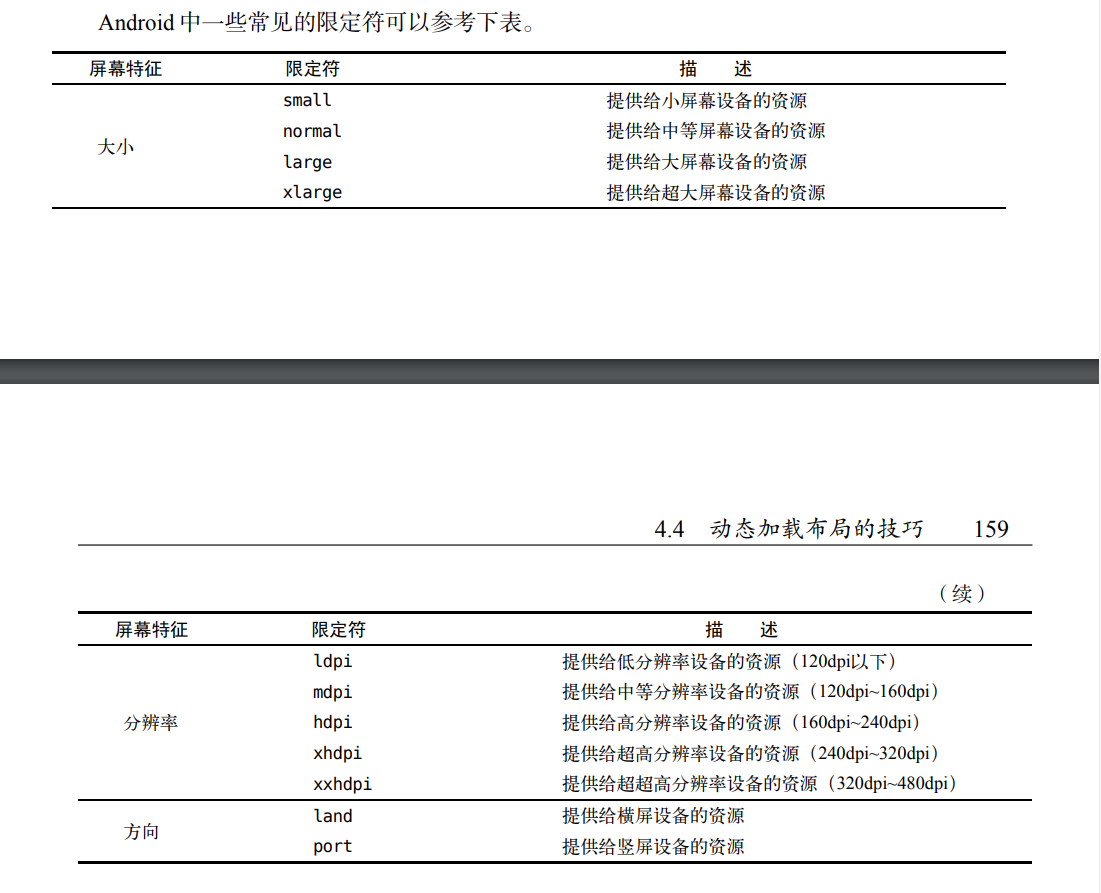 Android 中一些常见的限定符可以参考下表。
屏幕特征 限定符 描 述
大小
small 提供给小屏幕设备的资源
normal 提供给中等屏幕设备的资源
large 提供给大屏幕设备的资源
xlarge 提供给超大屏幕设备的资源
4.4 动态加载布局的技巧 159
（续）
屏幕特征 限定符 描 述
分辨率
ldpi 提供给低分辨率设备的资源（120dpi以下）
mdpi 提供给中等分辨率设备的资源（120dpi~160dpi）
hdpi 提供给高分辨率设备的资源（160dpi~240dpi）
xhdpi 提供给超高分辨率设备的资源（240dpi~320dpi）
xxhdpi 提供给超超高分辨率设备的资源（320dpi~480dpi）
方向
land 提供给横屏设备的资源
port 提供给竖屏设备的资源